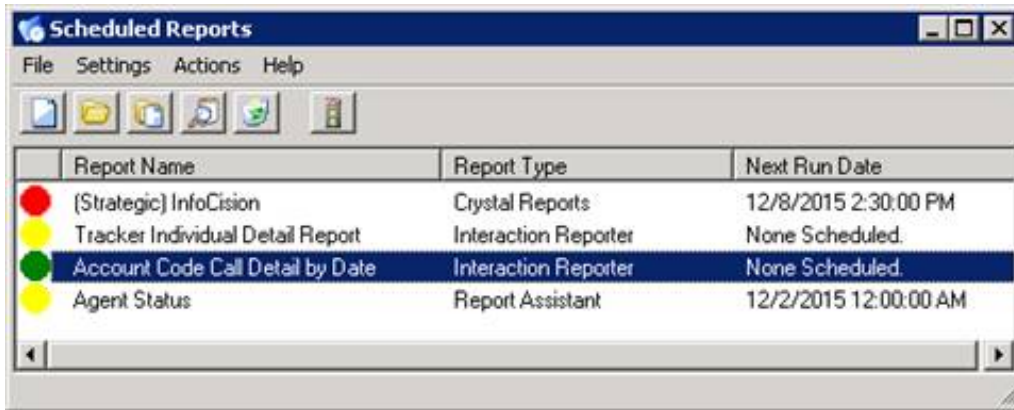 Scheduled Reports
File Settings Actions Help
Report Name Report Type Next Run Date
(Strategic) InfoCision Crystal Reports 12/8/2015 2:30:00 PM
Tracker Individual Detail Report Interaction Reporter None Scheduled.
Account Code Call Detail by Date Interaction Reporter None Scheduled.
Agent Status Report Assistant 12/2/2015 12:00:00 AM